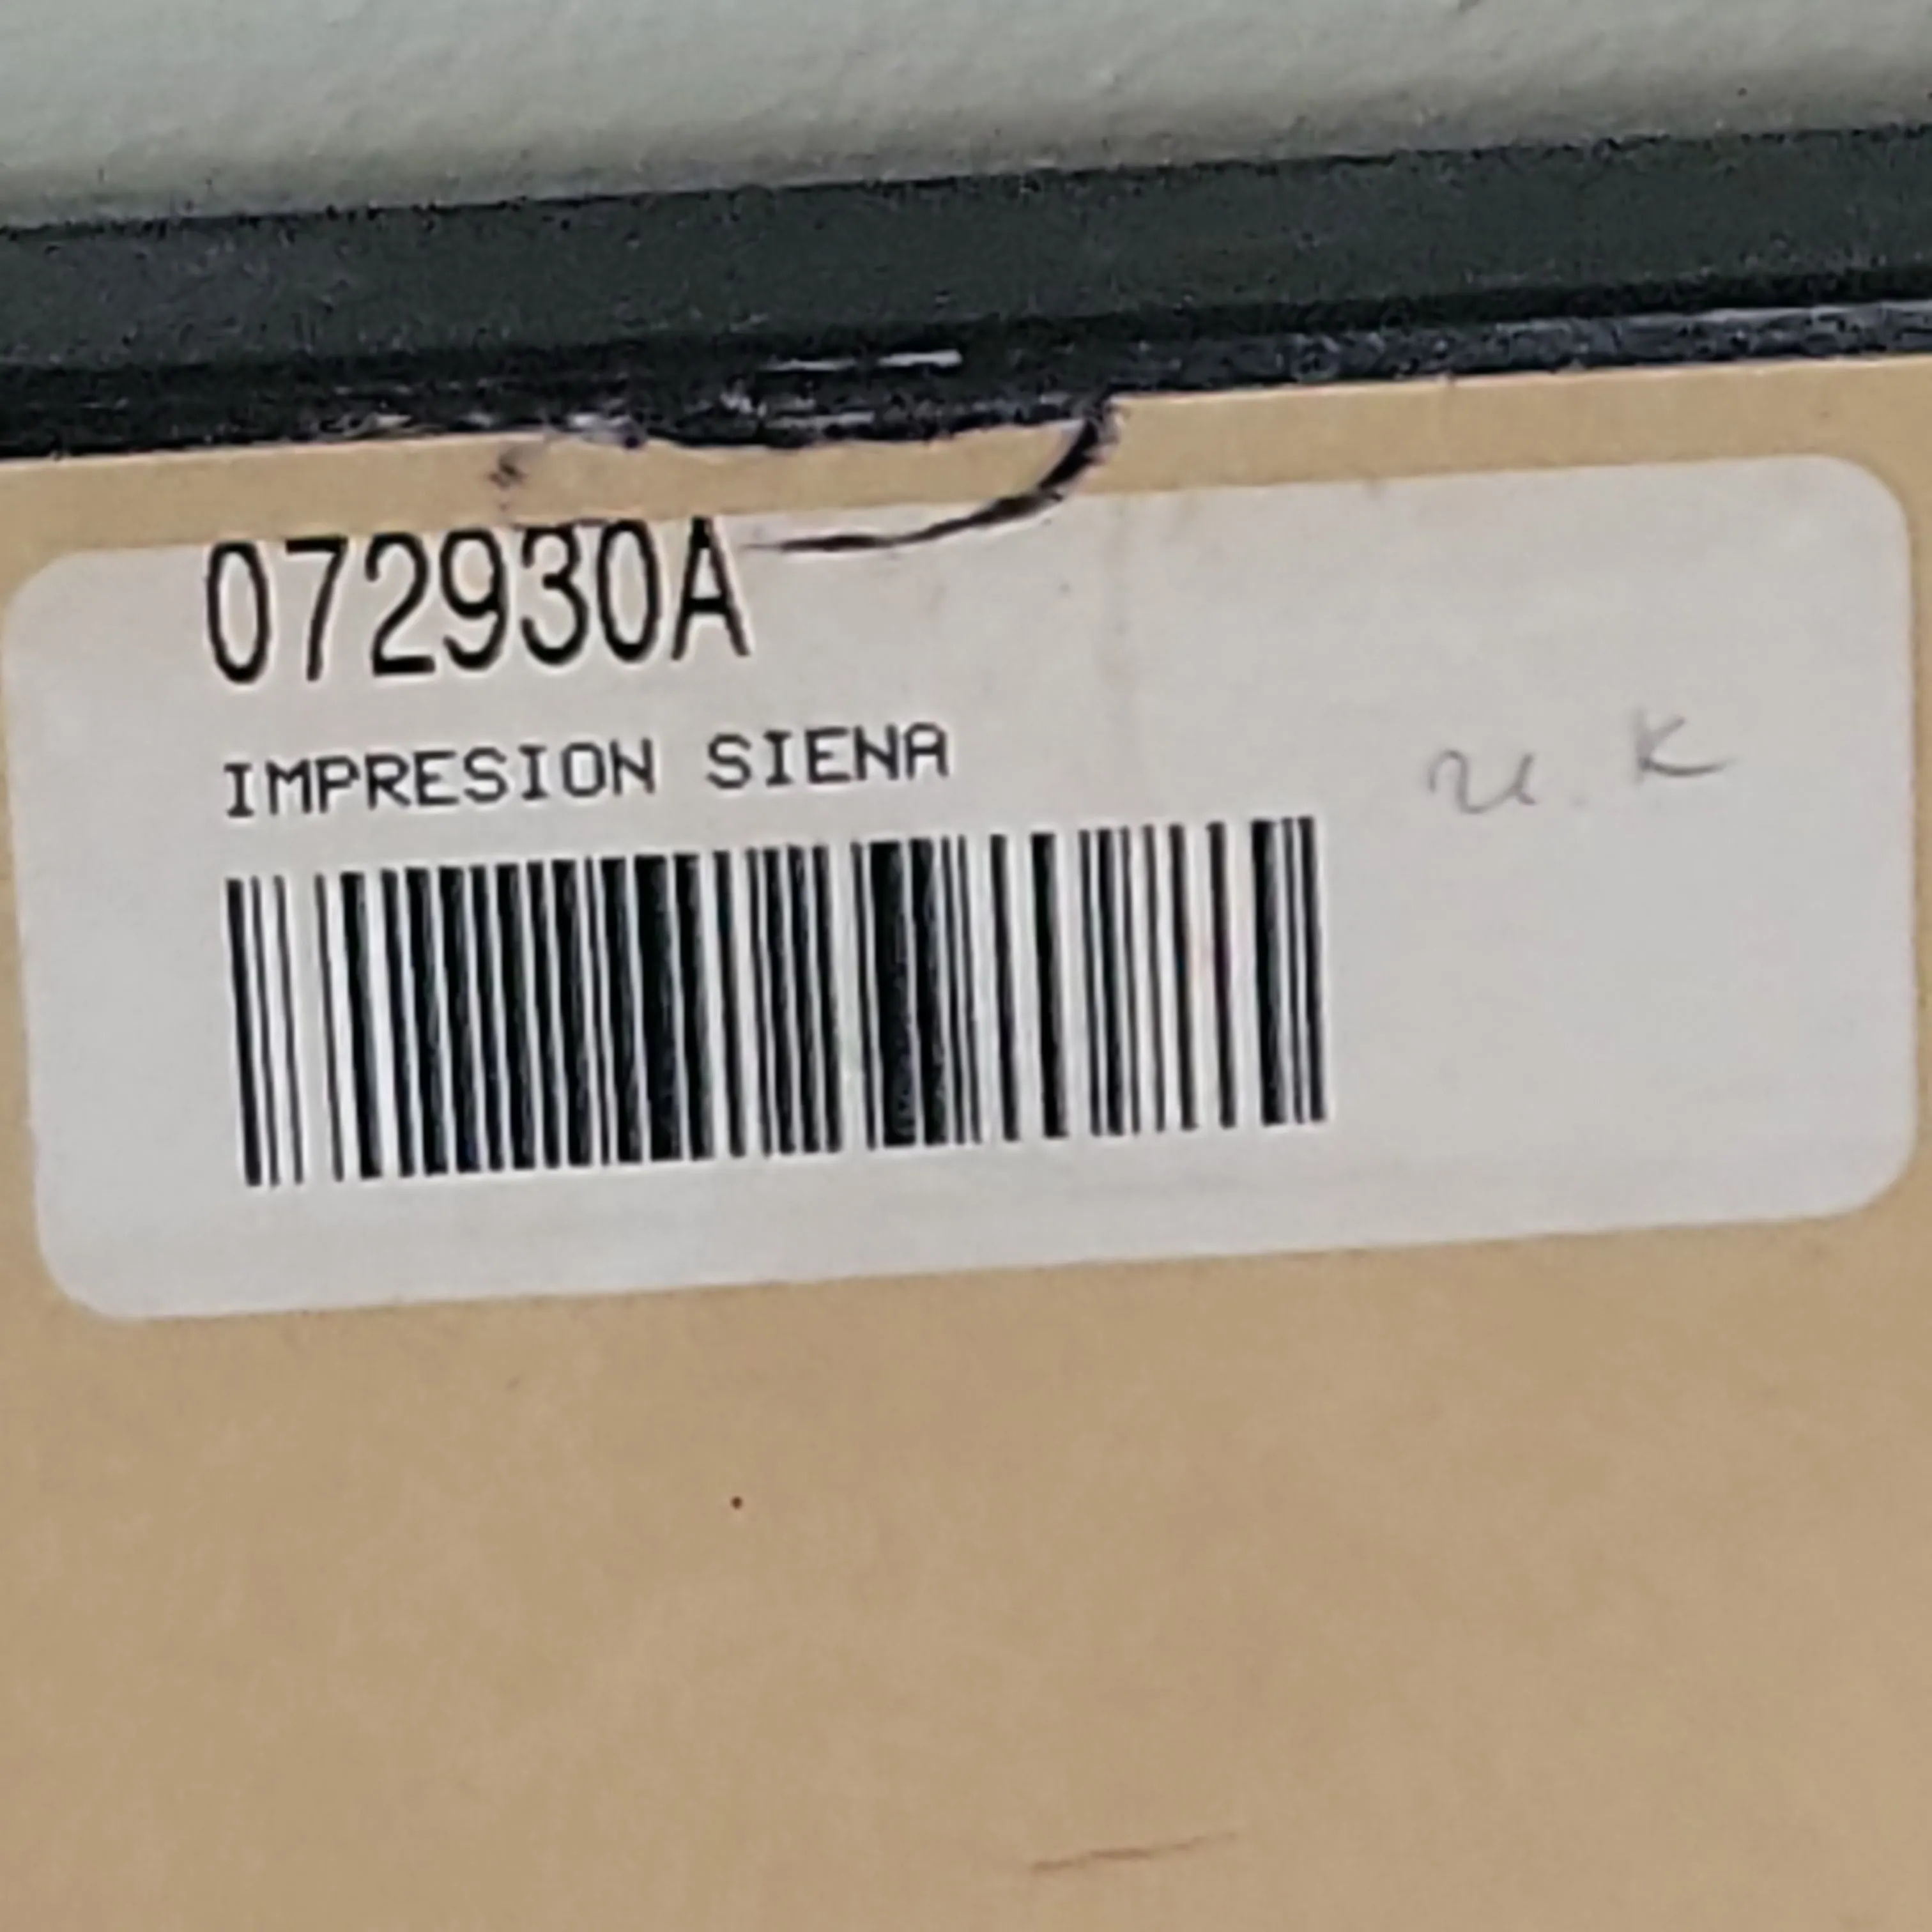 072930A
IMPRESION SIENA
u. K